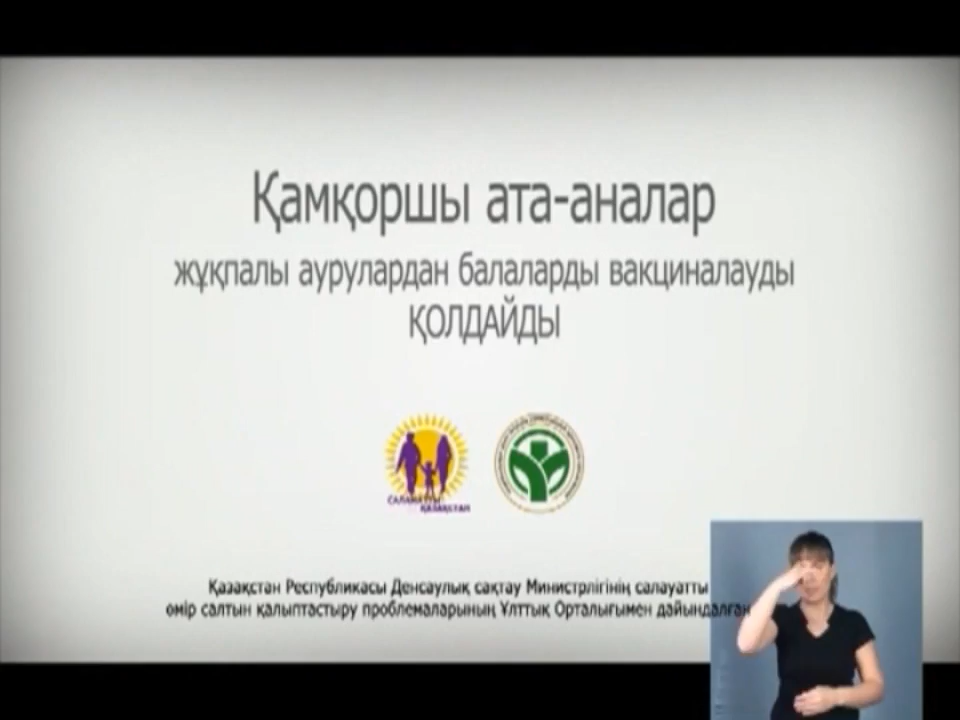 Қамқоршы ата-аналар
жұқпалы аурулардан балаларды вакциналауды
ҚОЛДАЙДЫ
САЛАМАТТЫ
ҚАЗАҚСТАН
Қазақстан Республикасы Денсаулық сақтау Министрлігінің салауатты
өмір салтын қалыптастыру проблемаларының Ұлттық Орталығымен дайындалған